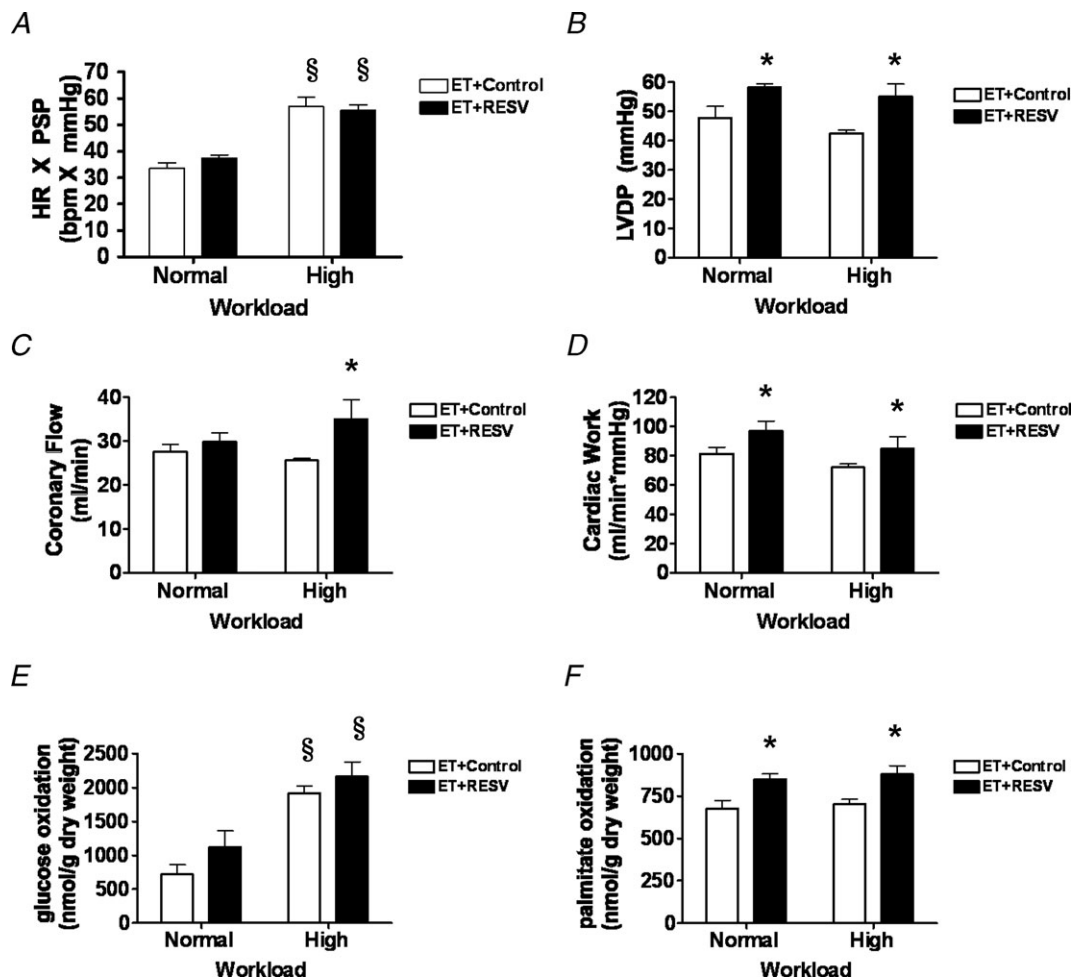 A
HR X PSP
(bpm X mmHg)
70
60
50
40
30
20
10
0
§ §
ET+Control
ET+RESV
Normal High
Workload
B
LVDP (mmHg)
60
50
40
30
20
10
0
* *
ET+Control
ET+RESV
Normal High
Workload
C
Coronary Flow
(ml/min)
40
30
20
10
0
*
ET+Control
ET+RESV
Normal High
Workload
D
Cardiac Work
(ml/min*mmHg)
120
100
80
60
40
20
0
* *
ET+Control
ET+RESV
Normal High
Workload
E
glucose oxidation
(nmol/g dry weight)
2500
2000
1500
1000
500
0
§ §
ET+Control
ET+RESV
Normal High
Workload
F
palmitate oxidation
(nmol/g dry weight)
1000
750
500
250
0
* *
ET+Control
ET+RESV
Normal High
Workload